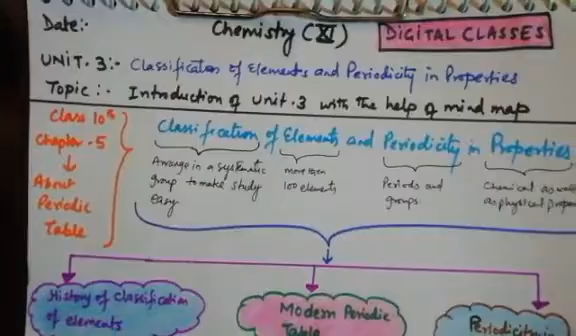 Date:
Chemistry (XI)
DIGITAL CLASSES
UNIT. 3:- Classification of Elements and Periodicity in Properties
Topic:- Introduction of unit.3 with the help of mind map
Class 10th
Chapter - 5
About
Periodic
Table
Classification of Elements and Periodicity in Properties
Arrange in a systematic
group to make study
easy
more than
100 elements
Periods and
groups
Chemical as well
as physical
History of classification
of elements
Modern Periodic
Table
Periodicity in